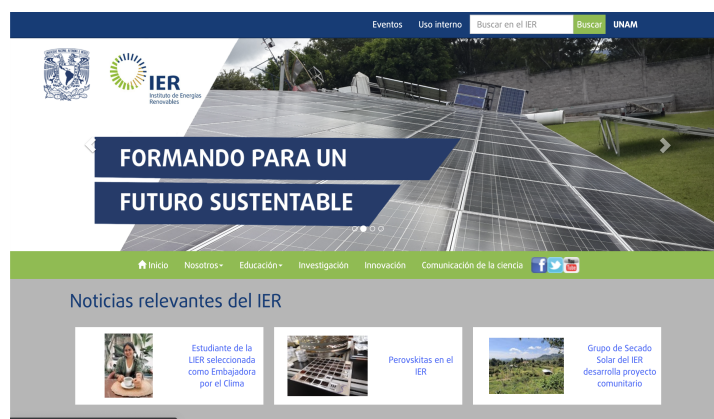 Eventos Uso interno Buscar en el IER Buscar UNAM
IER
Instituto de Energías
Renovables
FORMANDO PARA UN
FUTURO SUSTENTABLE
Inicio Nosotros Educación Investigación Innovación Comunicación de la ciencia
Noticias relevantes del IER
Estudiante de la
LIER seleccionada
como Embajadora
por el Clima
Perovskitas en el
IER
Grupo de Secado
Solar del IER
desarrolla proyecto
comunitario